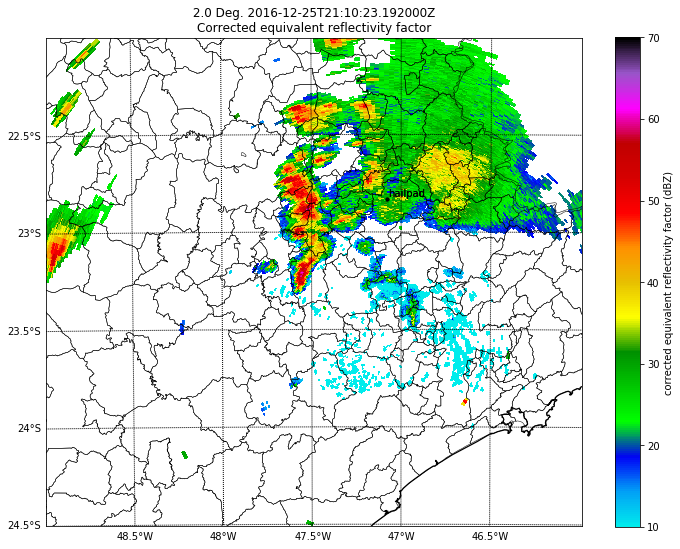 2.0 Deg. 2016-12-25T21:10:23.192000Z
Corrected equivalent reflectivity factor
22.5°S
23°S
23.5°S
24°S
24.5°S
48.5°W
48°W
47.5°W
47°W
46.5°W
hailpad
70
60
50
40
30
20
10
corrected equivalent reflectivity factor (dBZ)